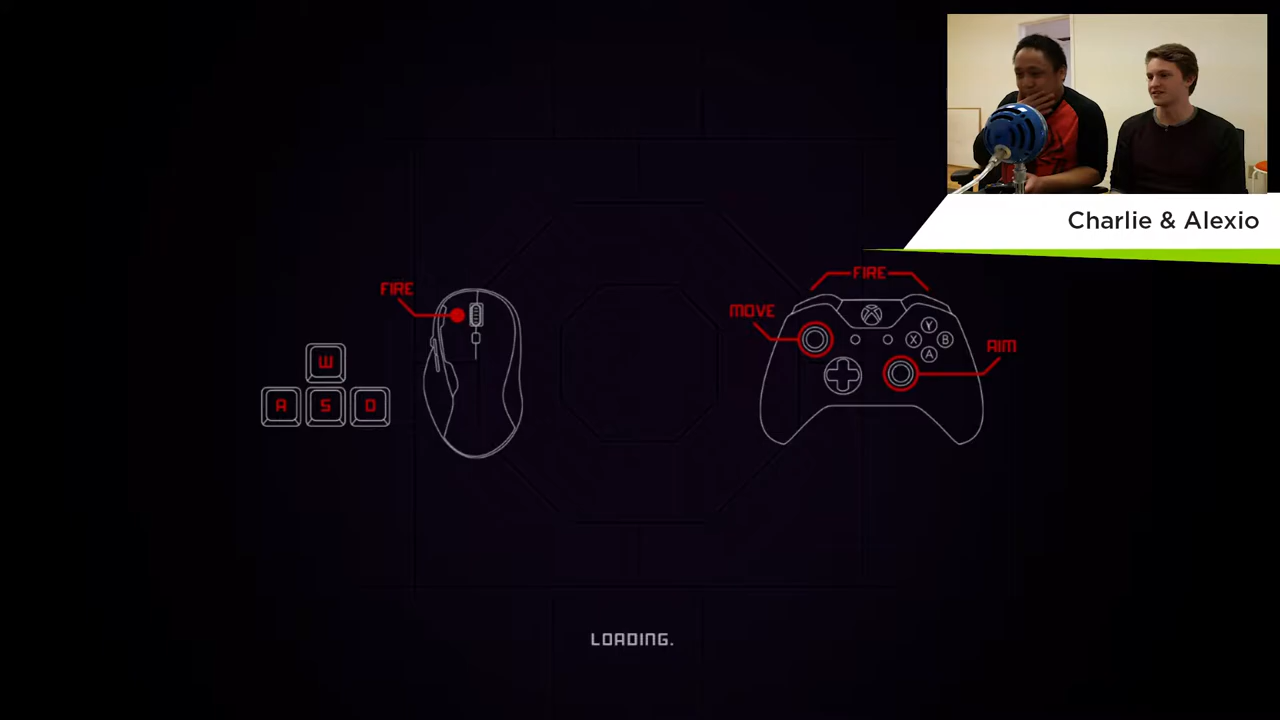 Charlie & Alexio
FIRE
FIRE
MOVE
AIM
W
A S D
Y
X B
A
LOADING.